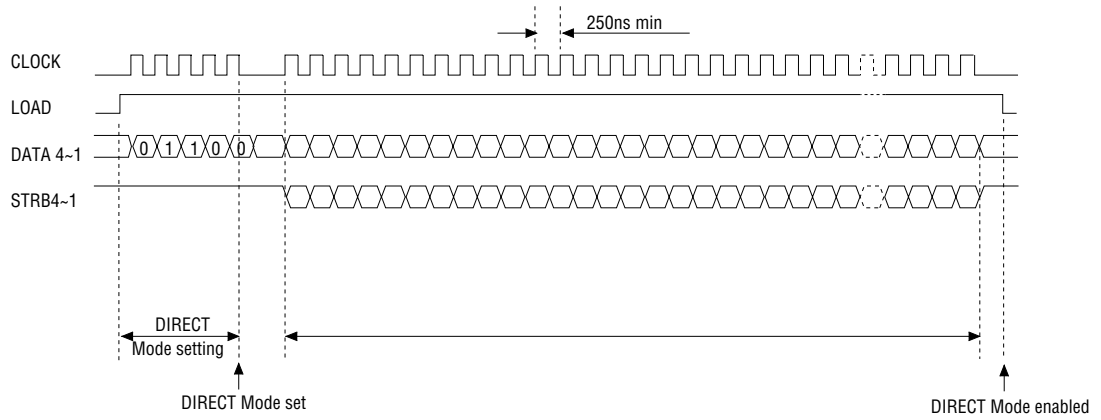 250ns min
CLOCK
LOAD
DATA 4~1
0 1 1 0 0
STRB4~1
DIRECT
Mode setting
DIRECT Mode set
DIRECT Mode enabled